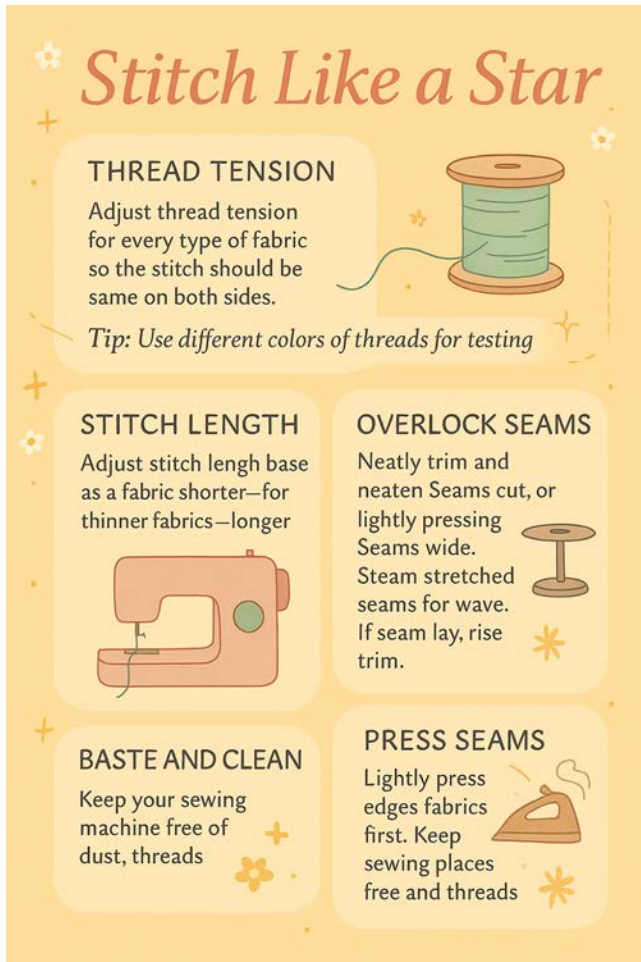 Stitch Like a Star
THREAD TENSION
Adjust thread tension
for every type of fabric
so the stitch should be
same on both sides.
Tip: Use different colors of threads for testing
STITCH LENGTH
Adjust stitch lengh base
as a fabric shorter—for
thinner fabrics—longer
OVERLOCK SEAMS
Neatly trim and
neaten Seams cut, or
lightly pressing
Seams wide.
Steam stretched
seams for wave.
If seam lay, rise
trim.
BASTE AND CLEAN
Keep your sewing
machine free of
dust, threads
PRESS SEAMS
Lightly press
edges fabrics
first. Keep
sewing places
free and threads